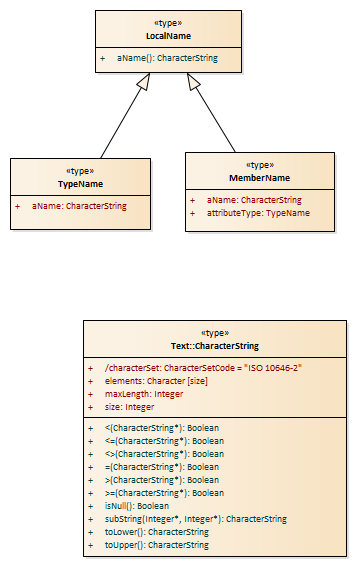 «type»
LocalName
+ aName(): CharacterString
«type»
TypeName
+ aName: CharacterString
«type»
MemberName
+ aName: CharacterString
+ attributeType: TypeName
«type»
Text::CharacterString
+ /characterSet: CharacterSetCode = "ISO 10646-2"
+ elements: Character [size]
+ maxLength: Integer
+ size: Integer
+ <(CharacterString*): Boolean
+ <=(CharacterString*): Boolean
+ <>(CharacterString*): Boolean
+ =(CharacterString*): Boolean
+ >(CharacterString*): Boolean
+ >=(CharacterString*): Boolean
+ isNull(): Boolean
+ subString(Integer*, Integer*): CharacterString
+ toLower(): CharacterString
+ toUpper(): CharacterString